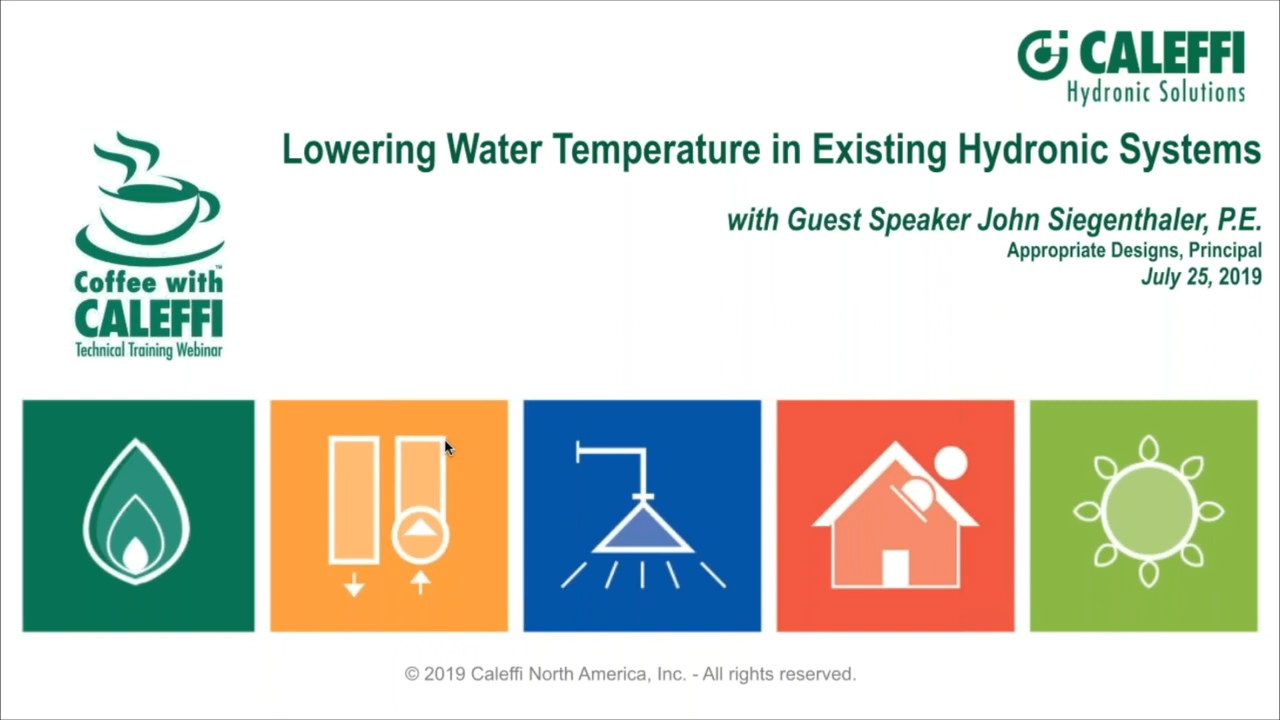 CALEFFI
Hydronic Solutions
Lowering Water Temperature in Existing Hydronic Systems
with Guest Speaker John Siegenthaler, P.E.
Appropriate Designs, Principal
July 25, 2019
Coffee with™
CALEFFI
Technical Training Webinar
© 2019 Caleffi North America, Inc. - All rights reserved.